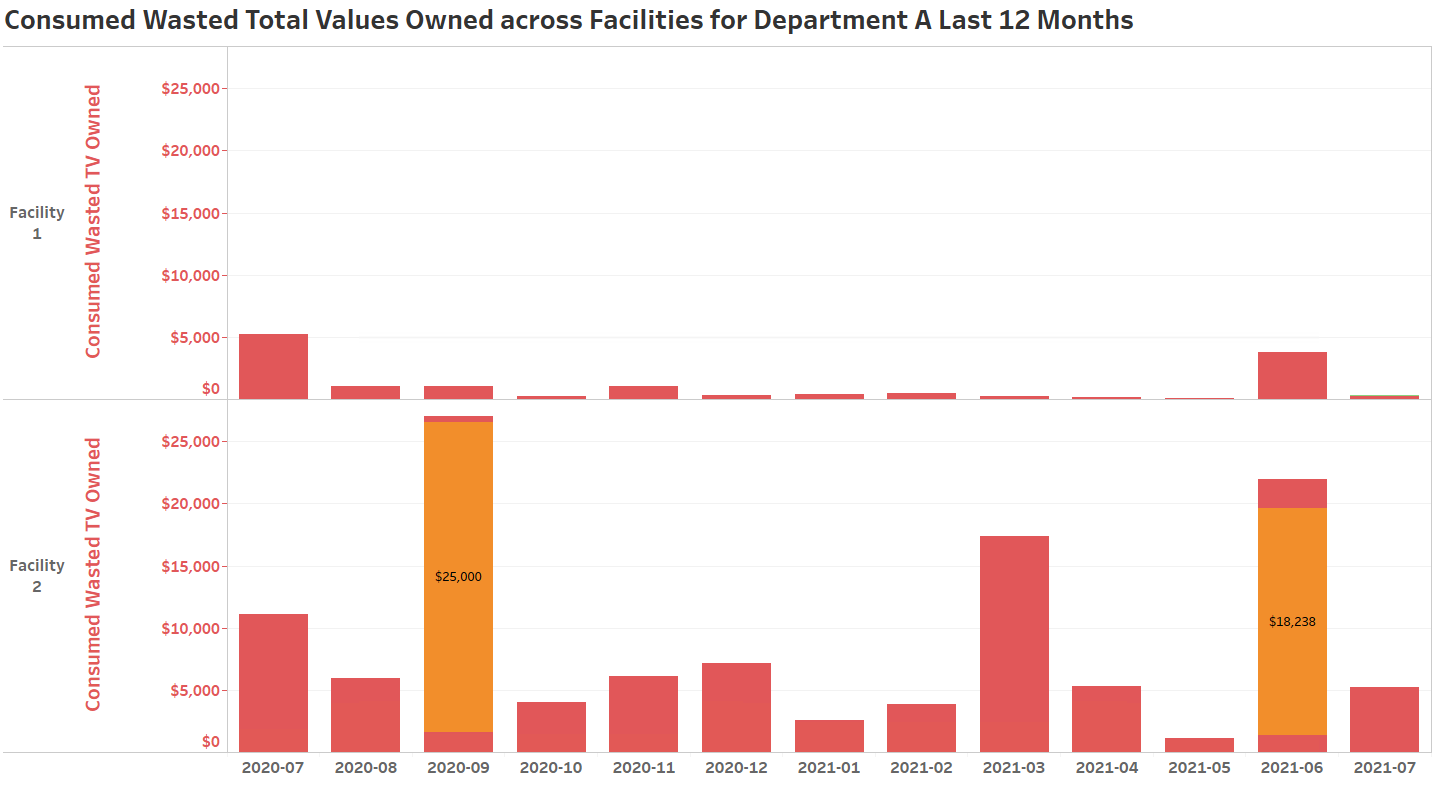 Consumed Wasted Total Values Owned across Facilities for Department A Last 12 Months
Facility
1
Consumed Wasted TV Owned
$25,000
$20,000
$15,000
$10,000
$5,000
$0
Facility
2
Consumed Wasted TV Owned
$25,000
$20,000
$15,000
$10,000
$5,000
$0
$25,000
$18,238
2020-07 2020-08 2020-09 2020-10 2020-11 2020-12 2021-01 2021-02 2021-03 2021-04 2021-05 2021-06 2021-07